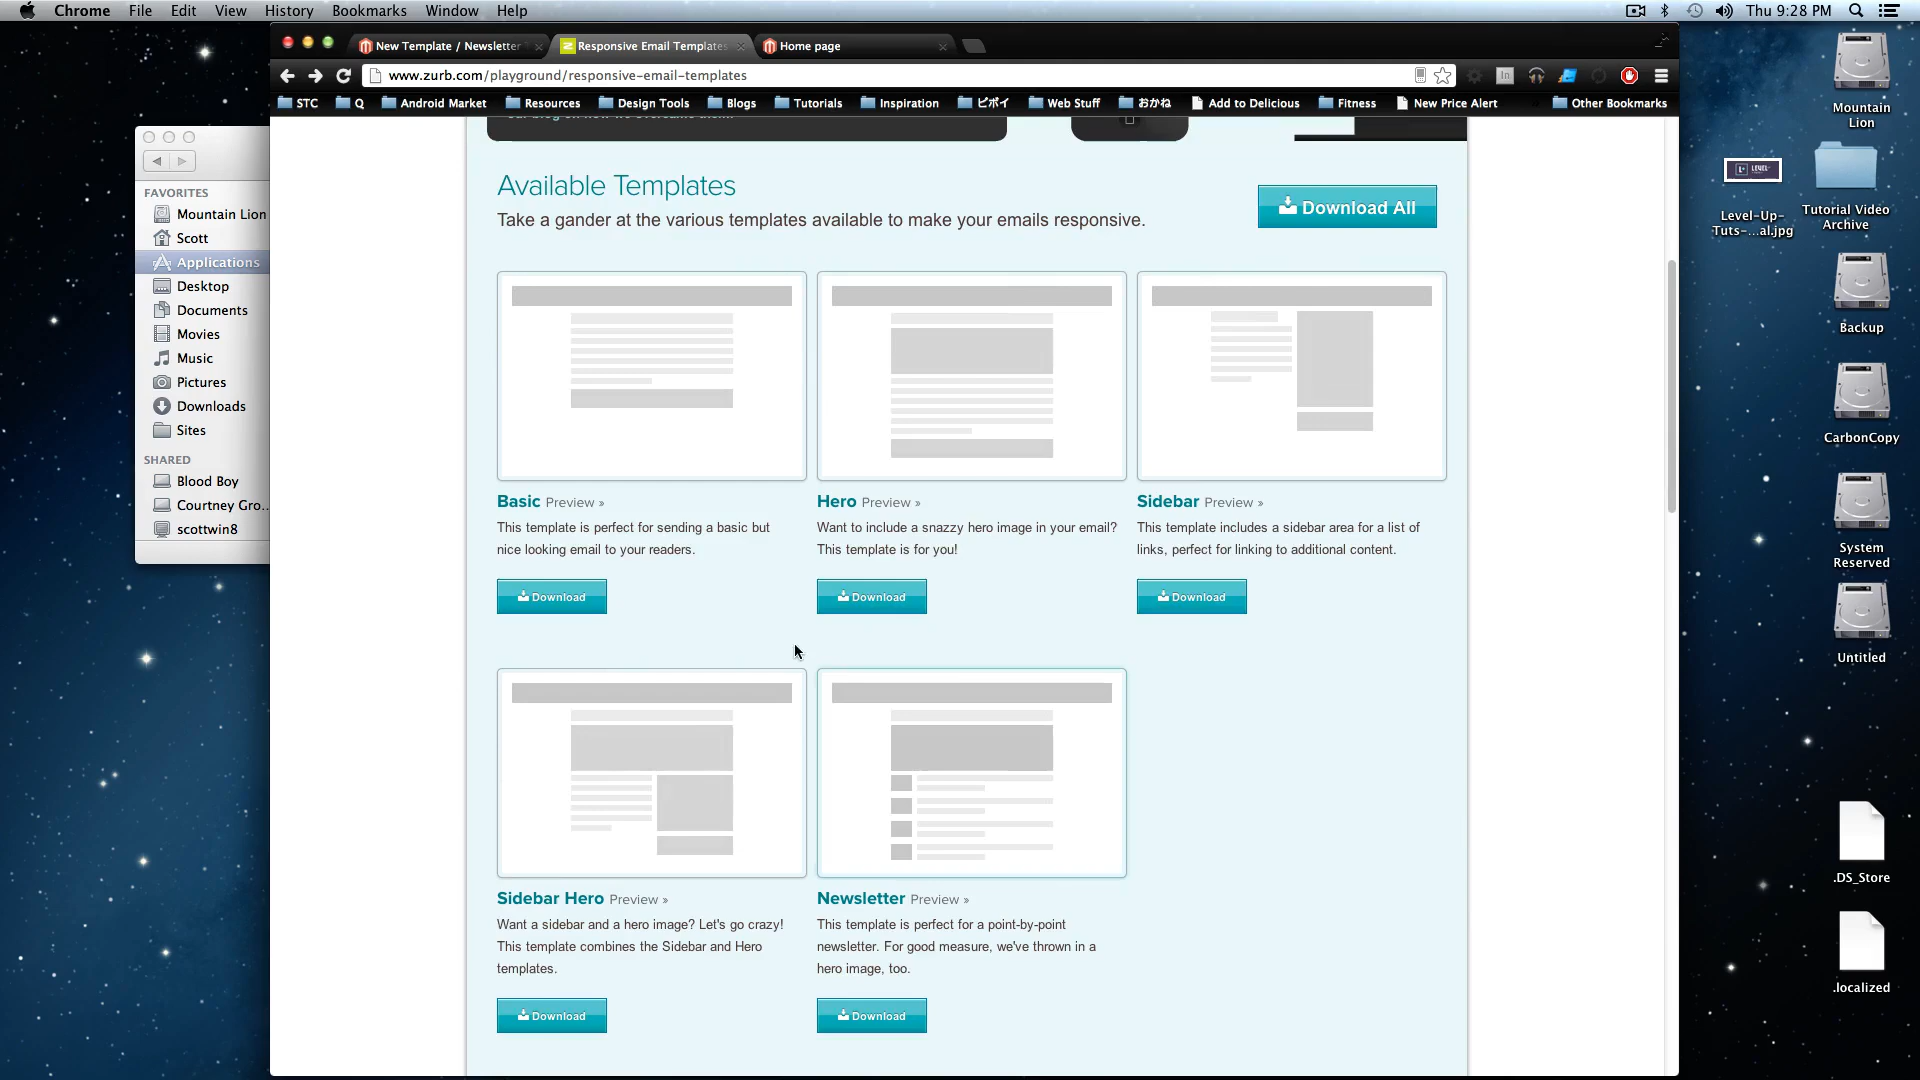 Chrome File Edit View History Bookmarks Window Help
Thu 9:28 PM
New Template / Newsletter
Responsive Email Templates
Home page
www.zurb.com/playground/responsive-email-templates
STC Q Android Market Resources Design Tools Blogs Tutorials Inspiration ピボイ Web Stuff おかね Add to Delicious Fitness New Price Alert Other Bookmarks
FAVORITES
Mountain Lion
Scott
Applications
Desktop
Documents
Movies
Music
Pictures
Downloads
Sites
SHARED
Blood Boy
Courtney Gro...
scottwin8
Available Templates
Take a gander at the various templates available to make your emails responsive.
Download All
Basic Preview »
This template is perfect for sending a basic but
nice looking email to your readers.
Download
Hero Preview »
Want to include a snazzy hero image in your email?
This template is for you!
Download
Sidebar Preview »
This template includes a sidebar area for a list of
links, perfect for linking to additional content.
Download
Sidebar Hero Preview »
Want a sidebar and a hero image? Let's go crazy!
This template combines the Sidebar and Hero
templates.
Download
Newsletter Preview »
This template is perfect for a point-by-point
newsletter. For good measure, we've thrown in a
hero image, too.
Download
Mountain
Lion
Level-Up-
Tuts-...al.jpg
Tutorial Video
Archive
Backup
CarbonCopy
System
Reserved
Untitled
.DS_Store
.localized